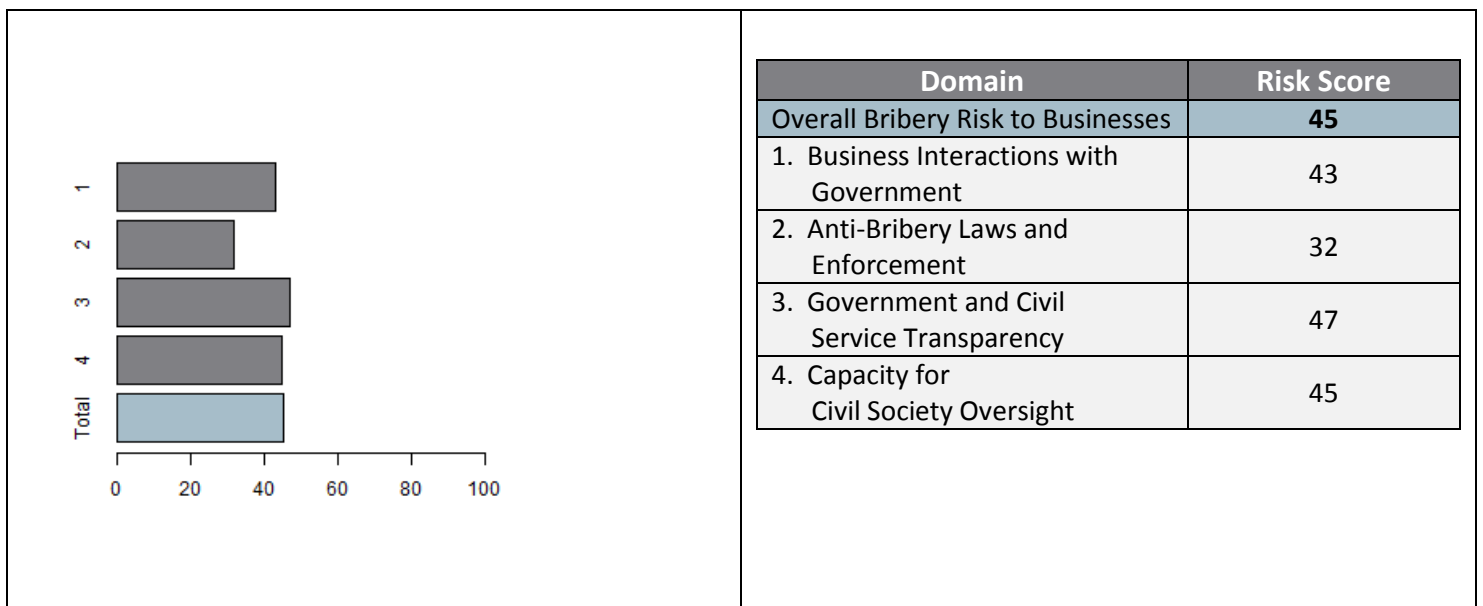 1
2
3
4
Total
0 20 40 60 80 100
Domain Risk Score
Overall Bribery Risk to Businesses 45
1. Business Interactions with
Government
43
2. Anti-Bribery Laws and
Enforcement
32
3. Government and Civil
Service Transparency
47
4. Capacity for
Civil Society Oversight
45